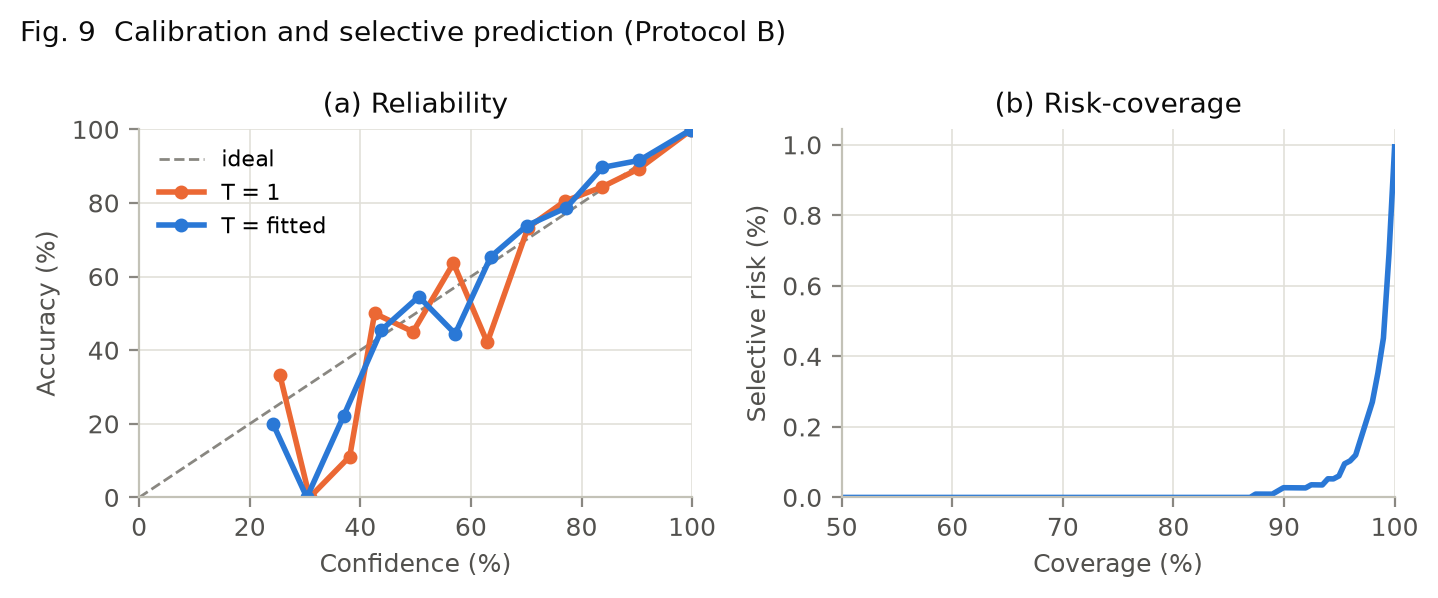 Fig. 9  Calibration and selective prediction (Protocol B)
(a) Reliability
100
80
60
40
20
0
Accuracy (%)
ideal
T = 1
T = fitted
0 20 40 60 80 100
Confidence (%)
(b) Risk-coverage
1.0
0.8
0.6
0.4
0.2
0.0
Selective risk (%)
50 60 70 80 90 100
Coverage (%)